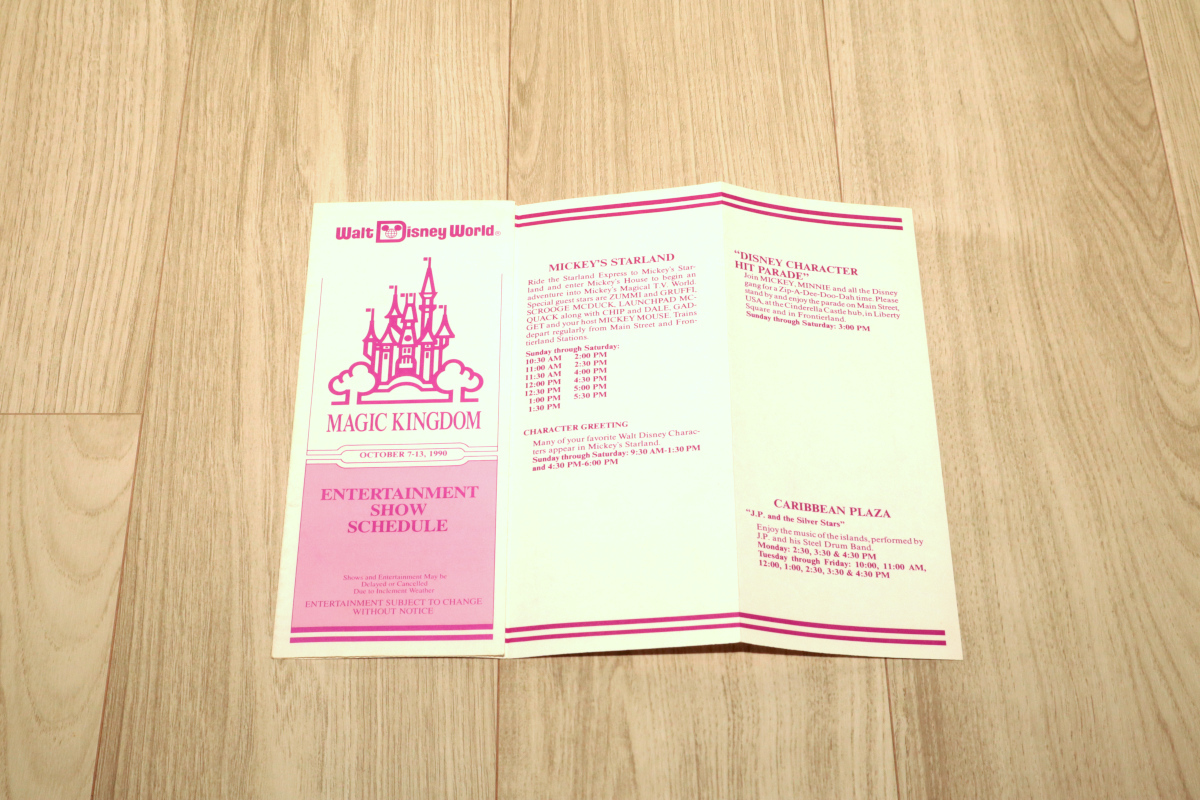 Walt Disney World®
MAGIC KINGDOM
OCTOBER 7-13, 1990
ENTERTAINMENT
SHOW
SCHEDULE
Shows and Entertainment May be
Delayed or Cancelled
Due to Inclement Weather
ENTERTAINMENT SUBJECT TO CHANGE
WITHOUT NOTICE
MICKEY'S STARLAND
Ride the Starland Express to Mickey's Star-
land and enter Mickey's House to begin an
adventure into Mickey's Magical T.V. World.
Special guest stars are ZUMMI and GRUFFI,
SCROOGE MCDUCK, LAUNCHPAD MC-
QUACK along with CHIP and DALE, GAD-
GET and your host MICKEY MOUSE. Trains
depart regularly from Main Street and Fron-
tierland Stations.
Sunday through Saturday:
10:30 AM 2:00 PM
11:00 AM 2:30 PM
11:30 AM 4:00 PM
12:00 PM 4:30 PM
12:30 PM 5:00 PM
1:00 PM 5:30 PM
1:30 PM
CHARACTER GREETING
Many of your favorite Walt Disney Charac-
ters appear in Mickey's Starland.
Sunday through Saturday: 9:30 AM-1:30 PM
and 4:30 PM-6:00 PM
"DISNEY CHARACTER
HIT PARADE"
Join MICKEY, MINNIE and all the Disney
gang for a Zip-A-Dee-Doo-Dah time. Please
stand by and enjoy the parade on Main Street,
USA, at the Cinderella Castle hub, in Liberty
Square and in Frontierland.
Sunday through Saturday: 3:00 PM
CARIBBEAN PLAZA
"J.P. and the Silver Stars"
Enjoy the music of the islands, performed by
J.P. and his Steel Drum Band.
Monday: 2:30, 3:30 & 4:30 PM
Tuesday through Friday: 10:00, 11:00 AM,
12:00, 1:00, 2:30, 3:30 & 4:30 PM